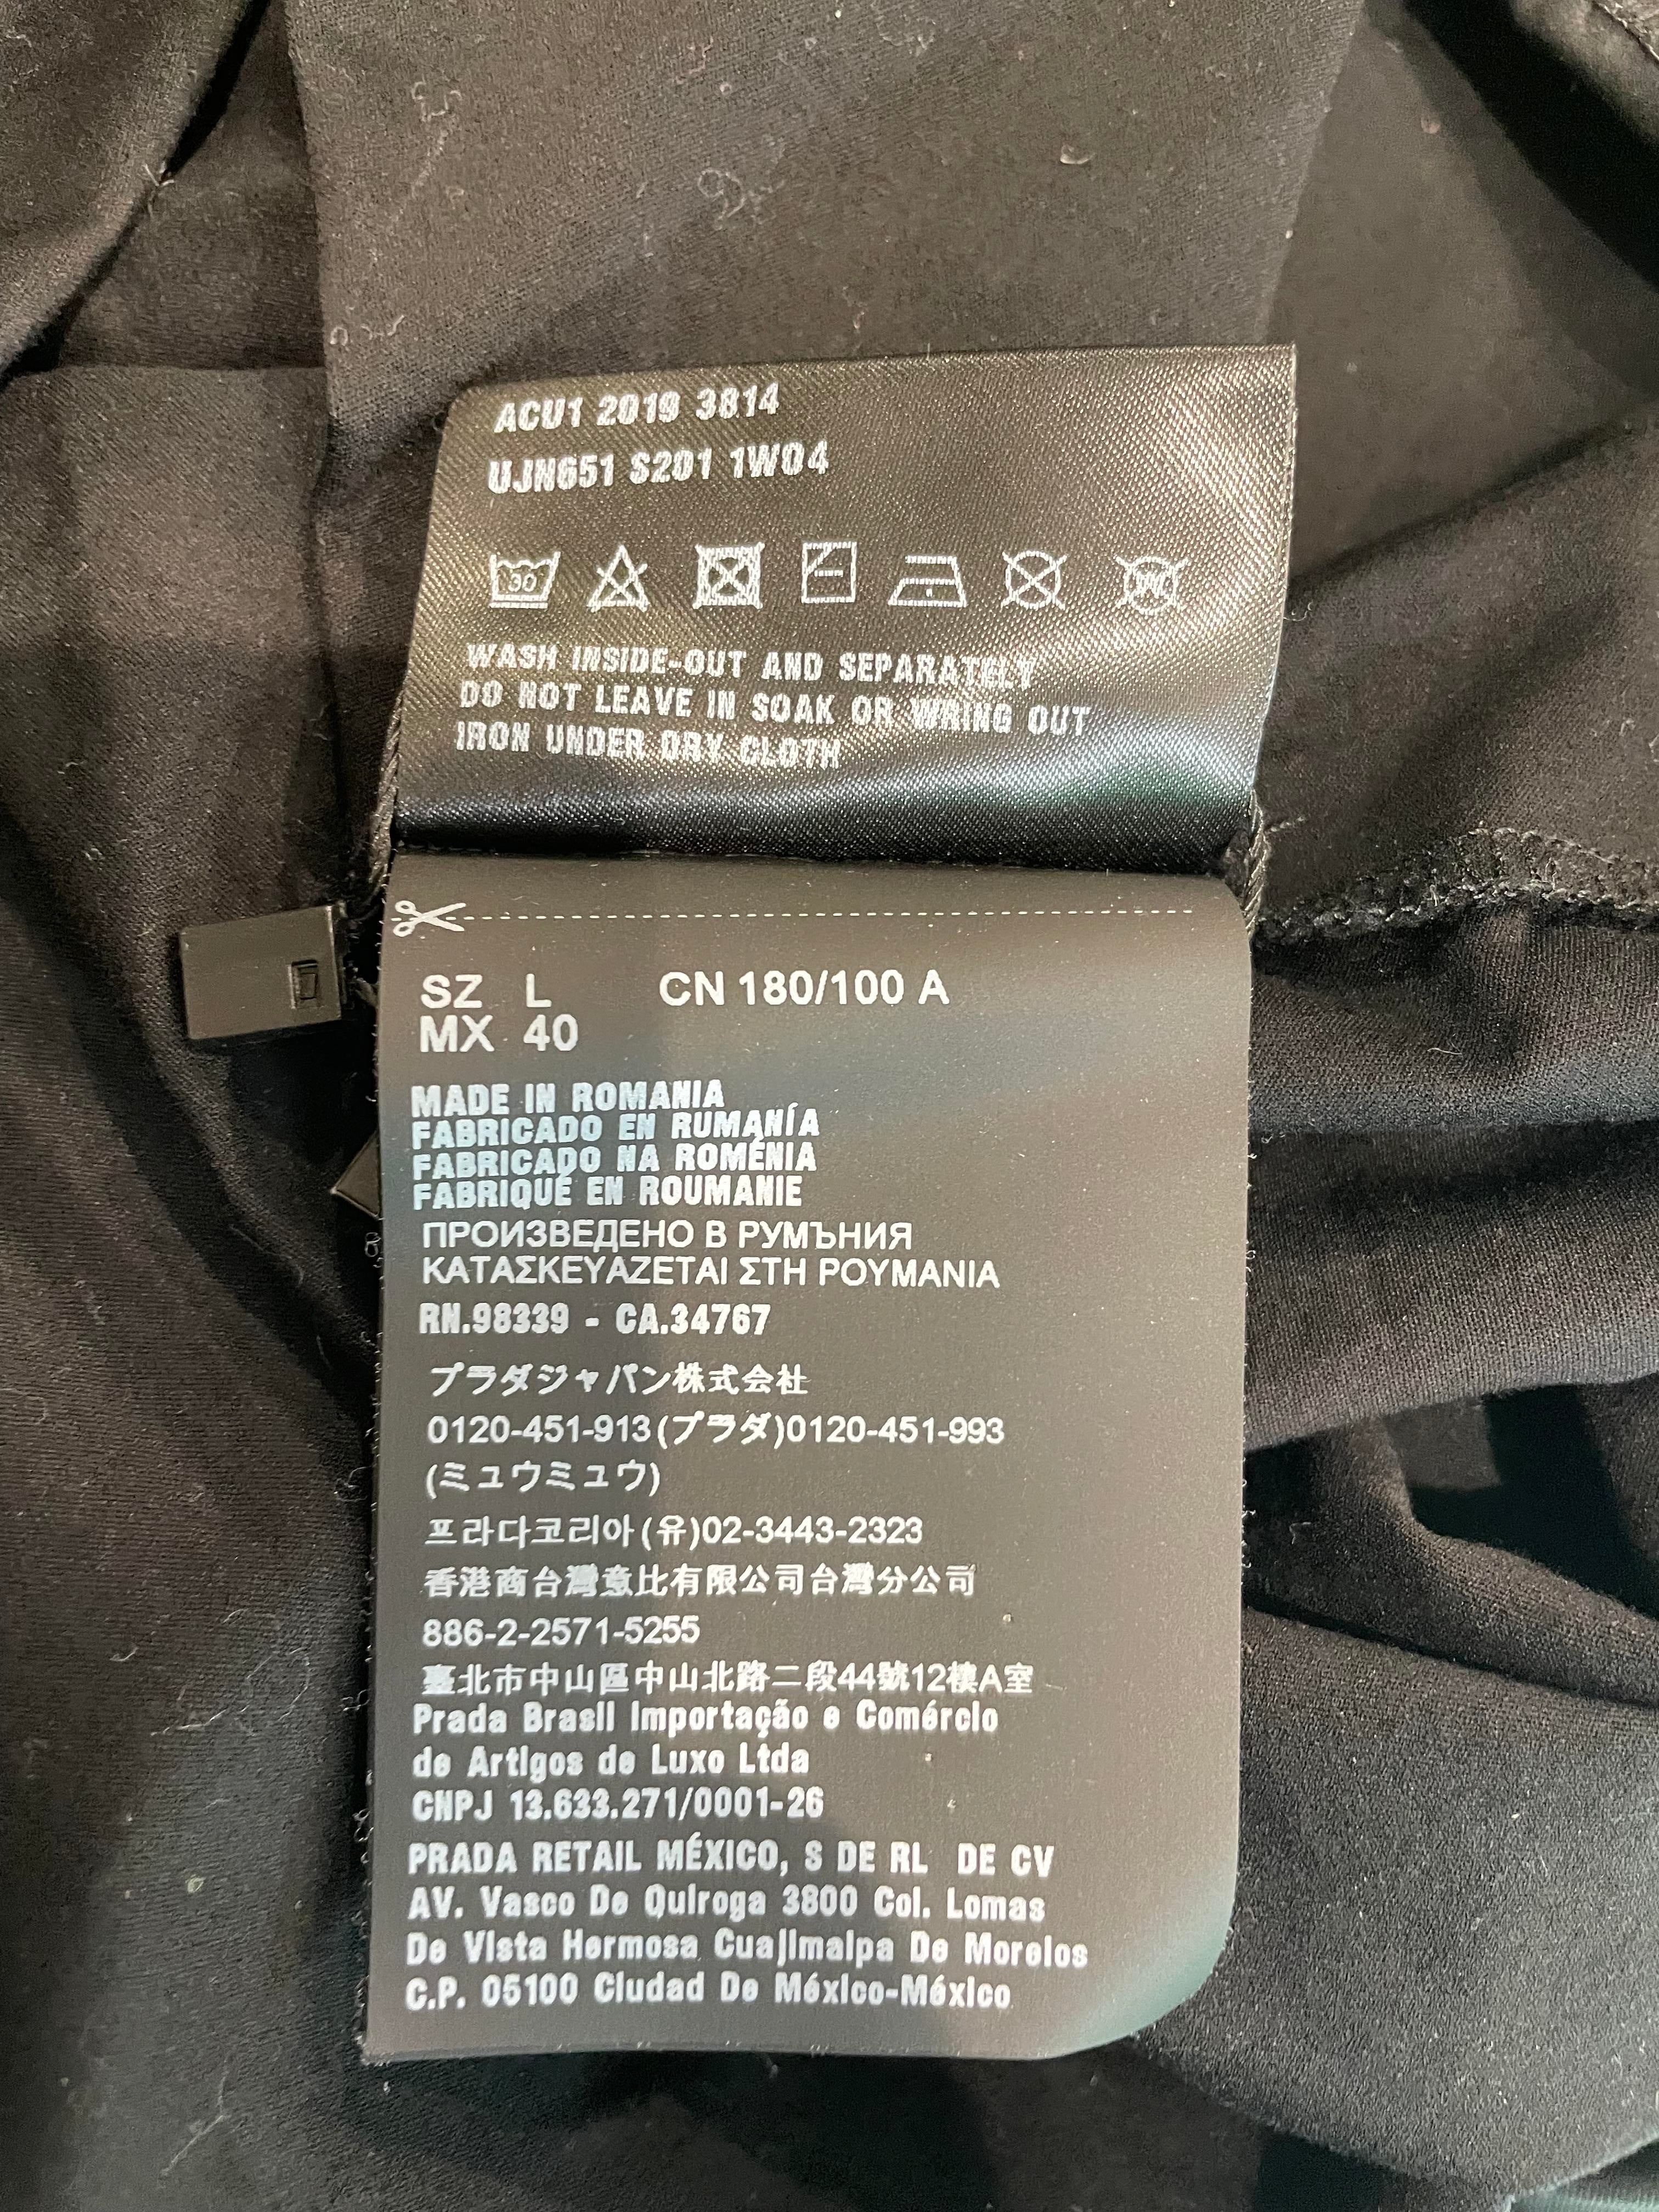 ACU1 2019 3814
UJN651 S201 1W04
30
WASH INSIDE-OUT AND SEPARATELY
DO NOT LEAVE IN SOAK OR WRING OUT
IRON UNDER DRY CLOTH
SZ L CN 180/100 A
MX 40
MADE IN ROMANIA
FABRICADO EN RUMANÍA
FABRICADO NA ROMÉNIA
FABRIQUÉ EN ROUMANIE
ПРОИЗВЕДЕНО В РУМЪНИЯ
ΚΑΤΑΣΚΕΥΑΖΕΤΑΙ ΣΤΗ ΡΟΥΜΑΝΙΑ
RN.98339 - CA.34767
プラダジャパン株式会社
0120-451-913(プラダ)0120-451-993
(ミュウミュウ)
프라다코리아(유)02-3443-2323
香港商台灣意比有限公司台灣分公司
886-2-2571-5255
臺北市中山區中山北路二段44號12樓A室
Prada Brasil Importação e Comércio
de Artigos de Luxo Ltda
CNPJ 13.633.271/0001-26
PRADA RETAIL MÉXICO, S DE RL DE CV
AV. Vasco De Quiroga 3800 Col. Lomas
De Vista Hermosa Cuajimalpa De Morelos
C.P. 05100 Ciudad De México-México